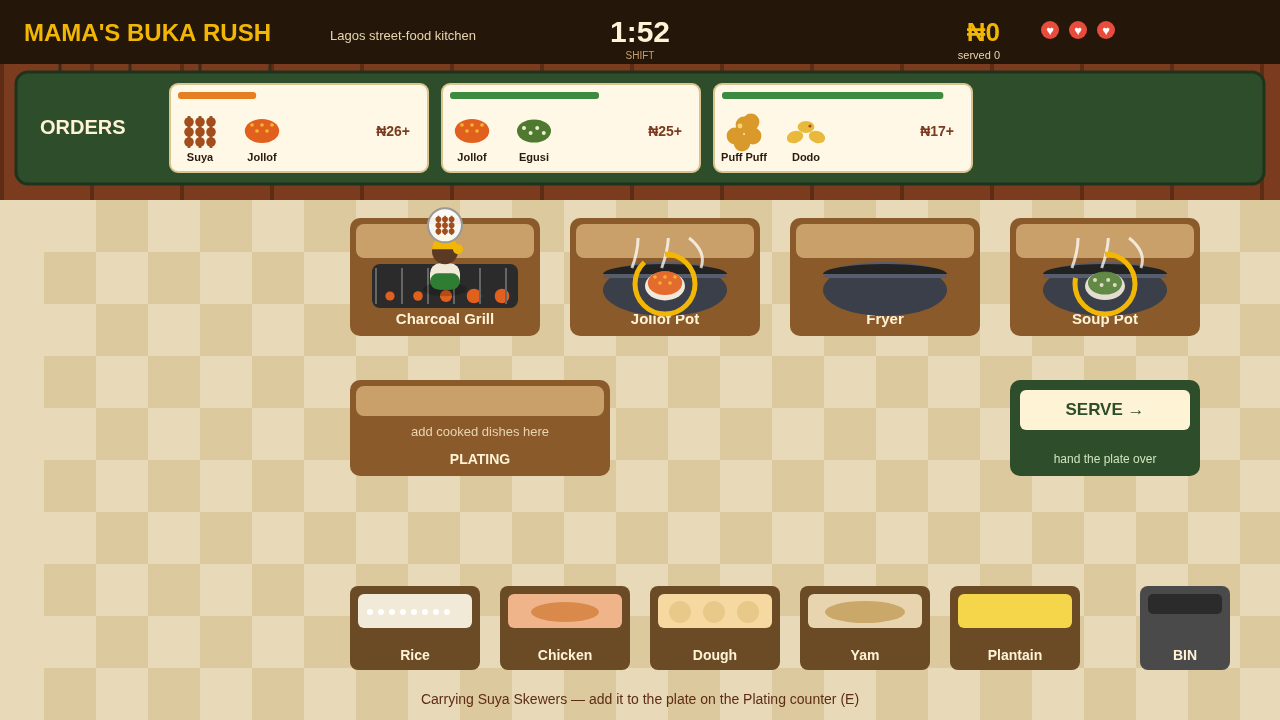 MAMA'S BUKA RUSH
Lagos street-food kitchen
1:52
SHIFT
₦0
served 0
ORDERS
Suya
Jollof
₦26+
Jollof
Egusi
₦25+
Puff Puff
Dodo
₦17+
Charcoal Grill
Jollof Pot
Fryer
Soup Pot
add cooked dishes here
PLATING
SERVE →
hand the plate over
Rice
Chicken
Dough
Yam
Plantain
BIN
Carrying Suya Skewers — add it to the plate on the Plating counter (E)